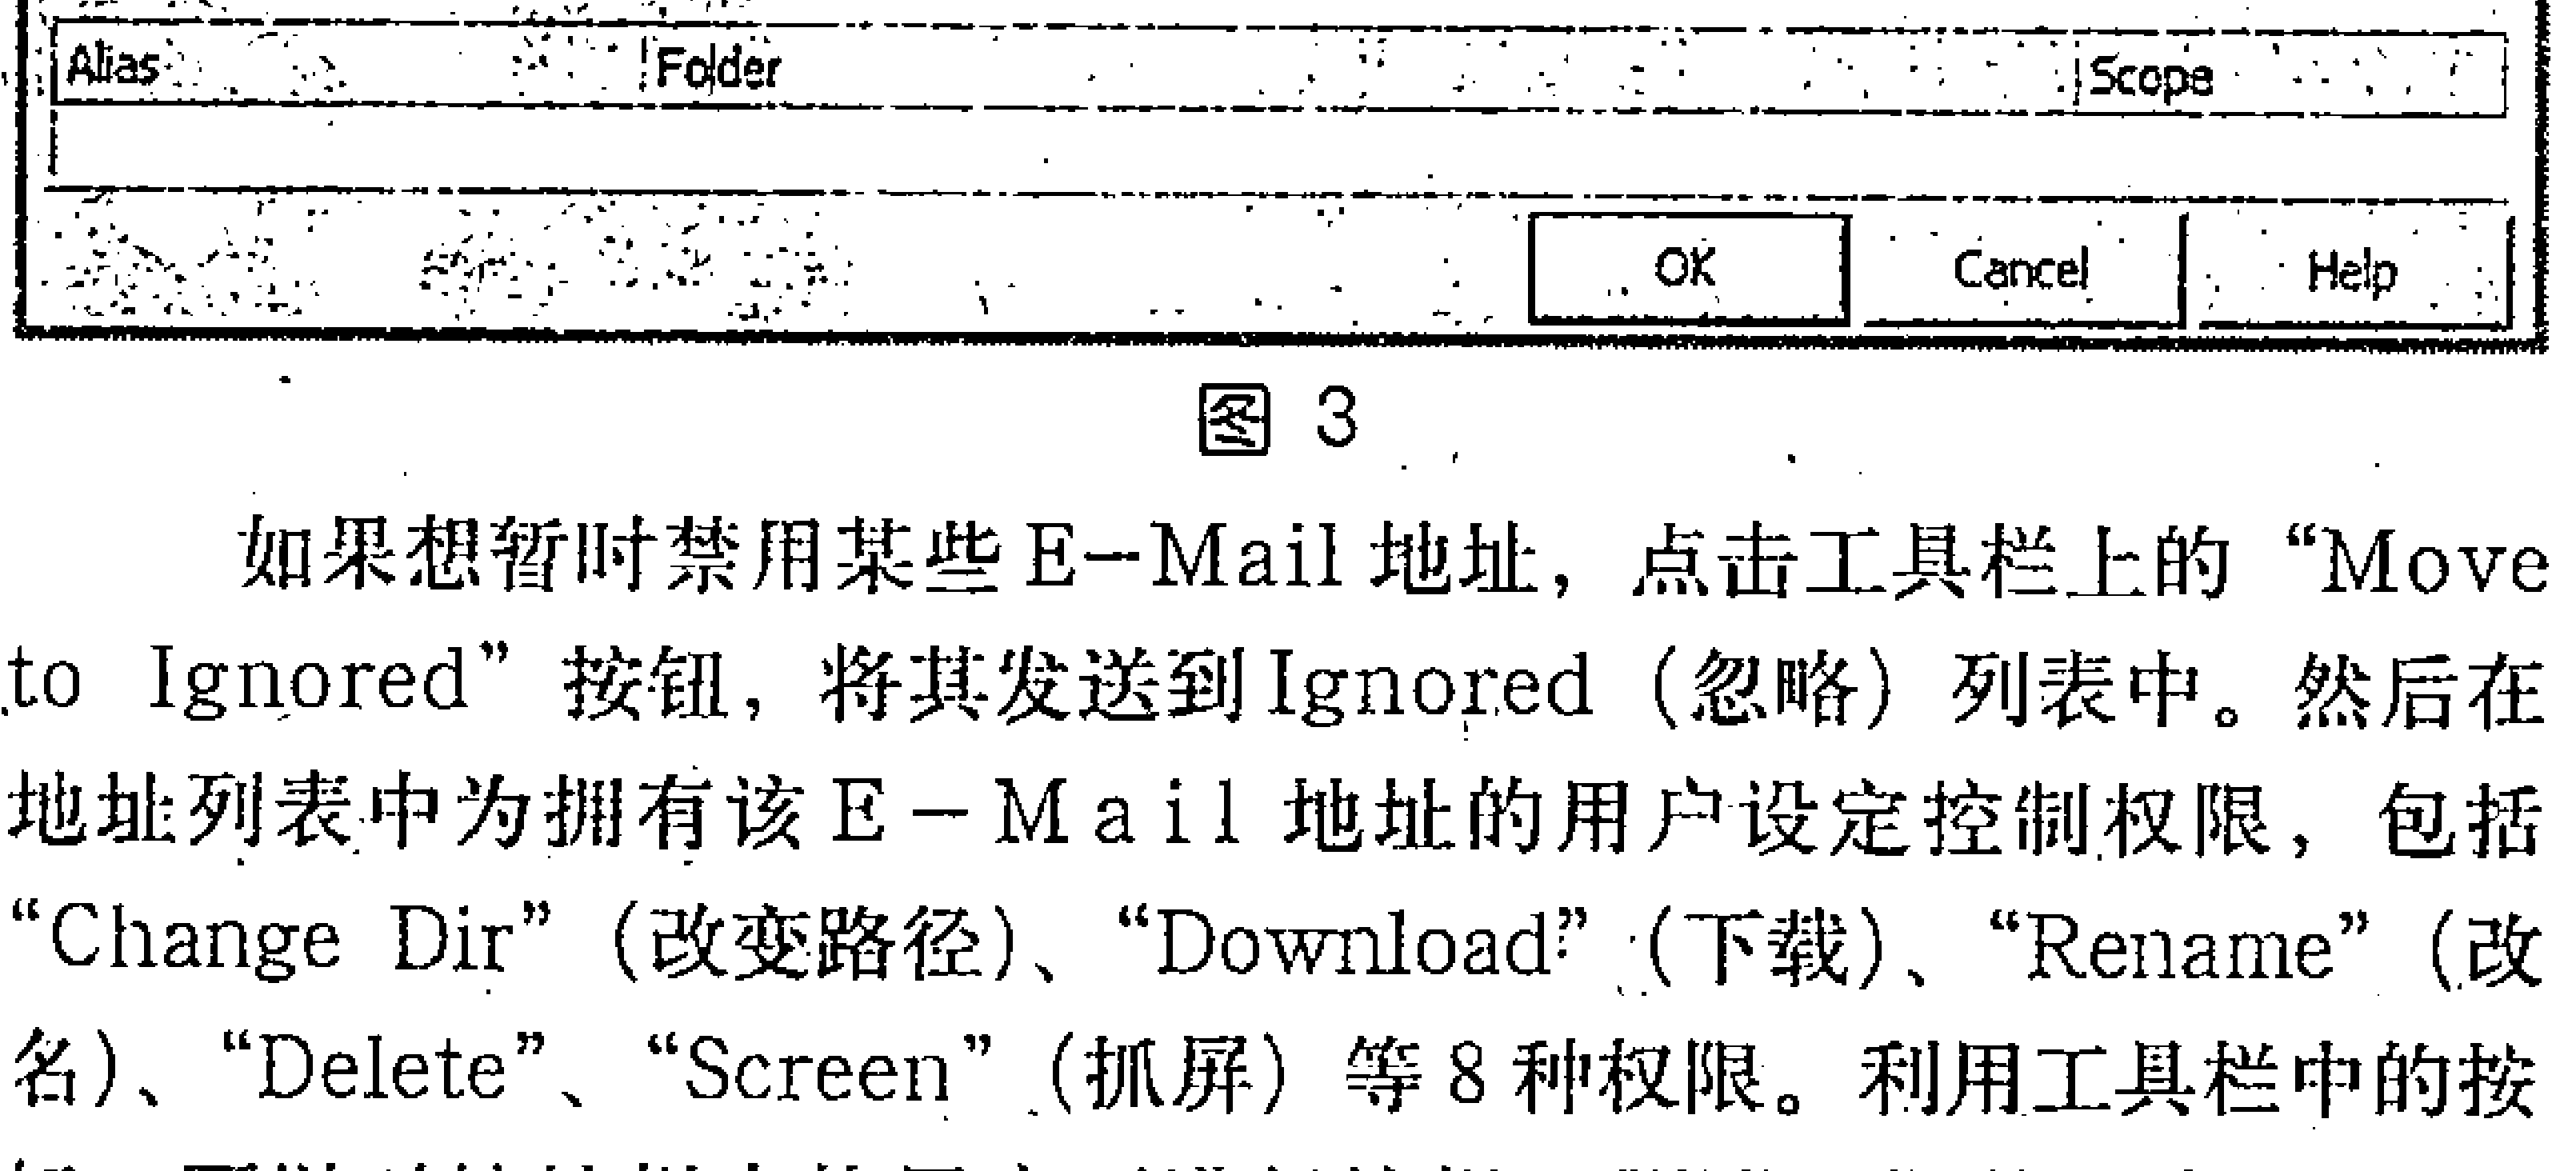 Alias Folder Scope
OK Cancel Help
图 3
如果想暂时禁用某些 E-Mail 地址，点击工具栏上的 “Move
to Ignored” 按钮，将其发送到 Ignored（忽略）列表中。然后在
地址列表中为拥有该 E-Mail 地址的用户设定控制权限，包括
“Change Dir”（改变路径）、“Download”（下载）、“Rename”（改
名）、“Delete”、“Screen”（抓屏）等 8 种权限。利用工具栏中的按